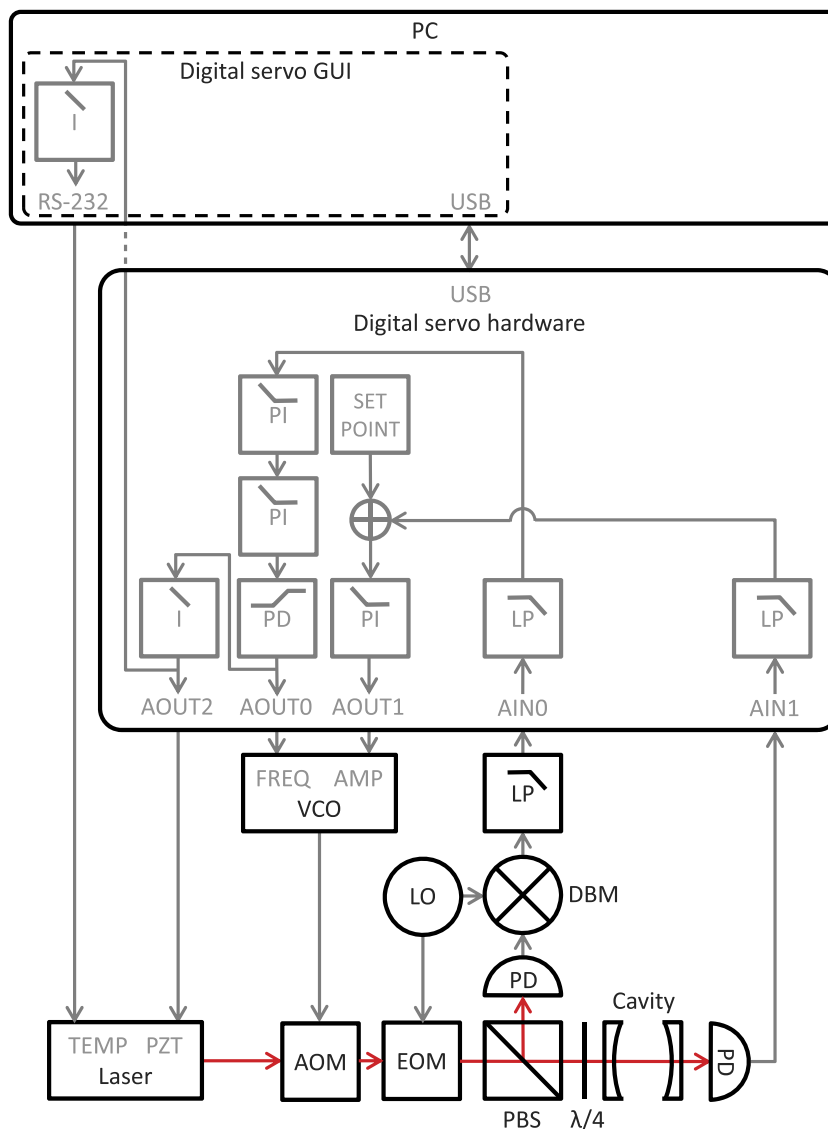 PC
Digital servo GUI
I
RS-232
USB
USB
Digital servo hardware
PI
SET
POINT
PI
I
PD
PI
LP
LP
AOUT2
AOUT0
AOUT1
AIN0
AIN1
FREQ
AMP
VCO
LP
LO
DBM
PD
Cavity
TEMP
PZT
Laser
AOM
EOM
PD
PBS
λ/4